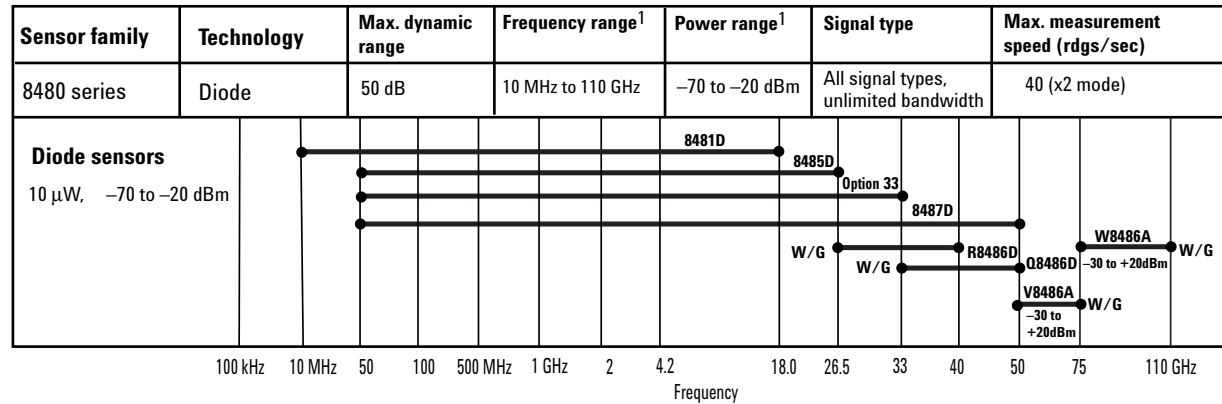 Sensor family
Technology
Max. dynamic
range
Frequency range1
Power range1
Signal type
Max. measurement
speed (rdgs/sec)
8480 series
Diode
50 dB
10 MHz to 110 GHz
–70 to –20 dBm
All signal types,
unlimited bandwidth
40 (x2 mode)
Diode sensors
10 μW, –70 to –20 dBm
8481D
8485D
Option 33
8487D
W/G
R8486D
W8486A
W/G
–30 to +20dBm
W/G
Q8486D
V8486A
W/G
–30 to
+20dBm
100 kHz 10 MHz 50 100 500 MHz 1 GHz 2 4.2 18.0 26.5 33 40 50 75 110 GHz
Frequency